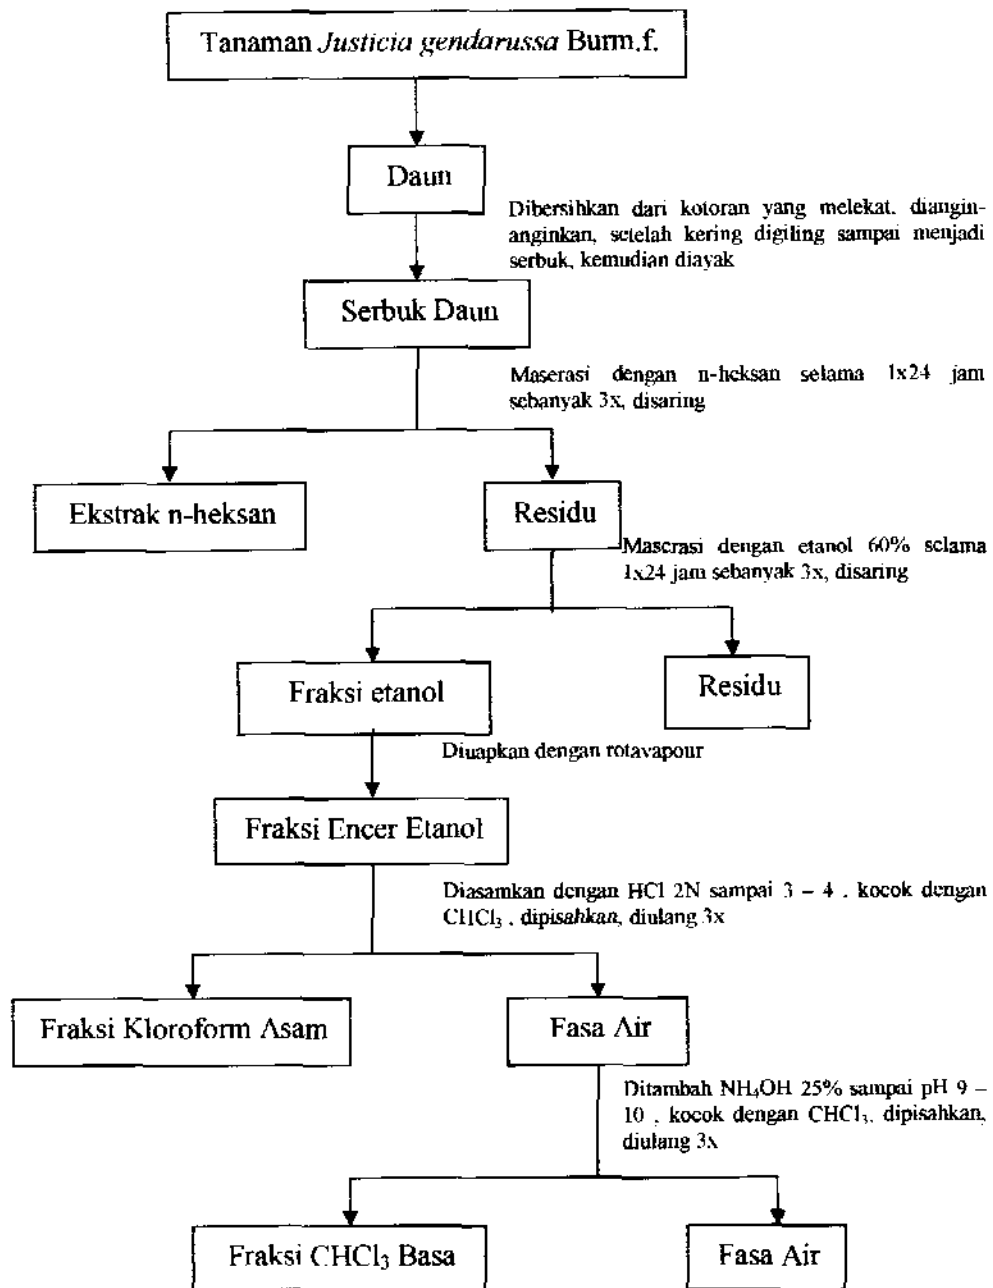 Tanaman Justicia gendarussa Burm.f.
Daun
Dibersihkan dari kotoran yang melekat. diangin-
anginkan, setelah kering digiling sampai menjadi
serbuk, kemudian diayak
Serbuk Daun
Maserasi dengan n-heksan selama 1x24 jam
sebanyak 3x, disaring
Ekstrak n-heksan
Residu
Maserasi dengan etanol 60% selama
1x24 jam sebanyak 3x, disaring
Fraksi etanol
Residu
Diuapkan dengan rotavapour
Fraksi Encer Etanol
Diasamkan dengan HCl 2N sampai 3 – 4 . kocok dengan
CHCl₃ . dipisahkan, diulang 3x
Fraksi Kloroform Asam
Fasa Air
Ditambah NH₄OH 25% sampai pH 9 –
10 , kocok dengan CHCl₃, dipisahkan,
diulang 3x
Fraksi CHCl₃ Basa
Fasa Air